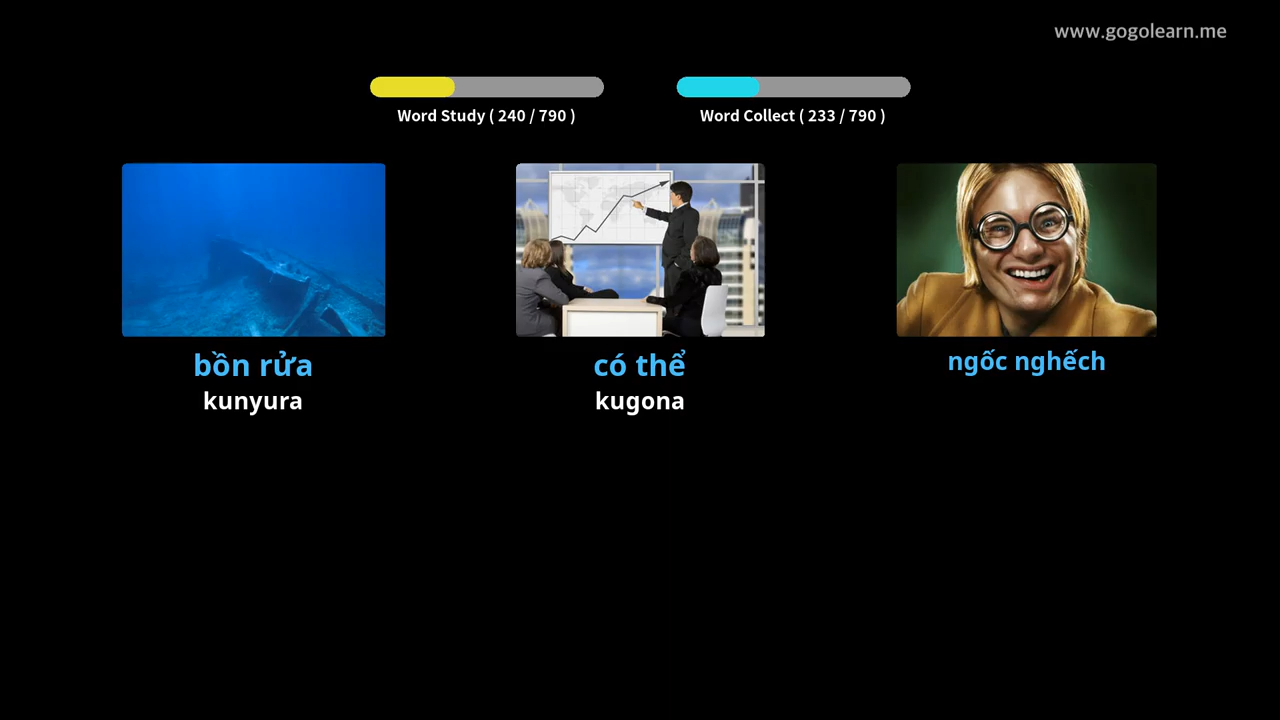 www.gogolearn.me
Word Study ( 240 / 790 )
Word Collect ( 233 / 790 )
bồn rửa
kunyura
có thể
kugona
ngốc nghếch